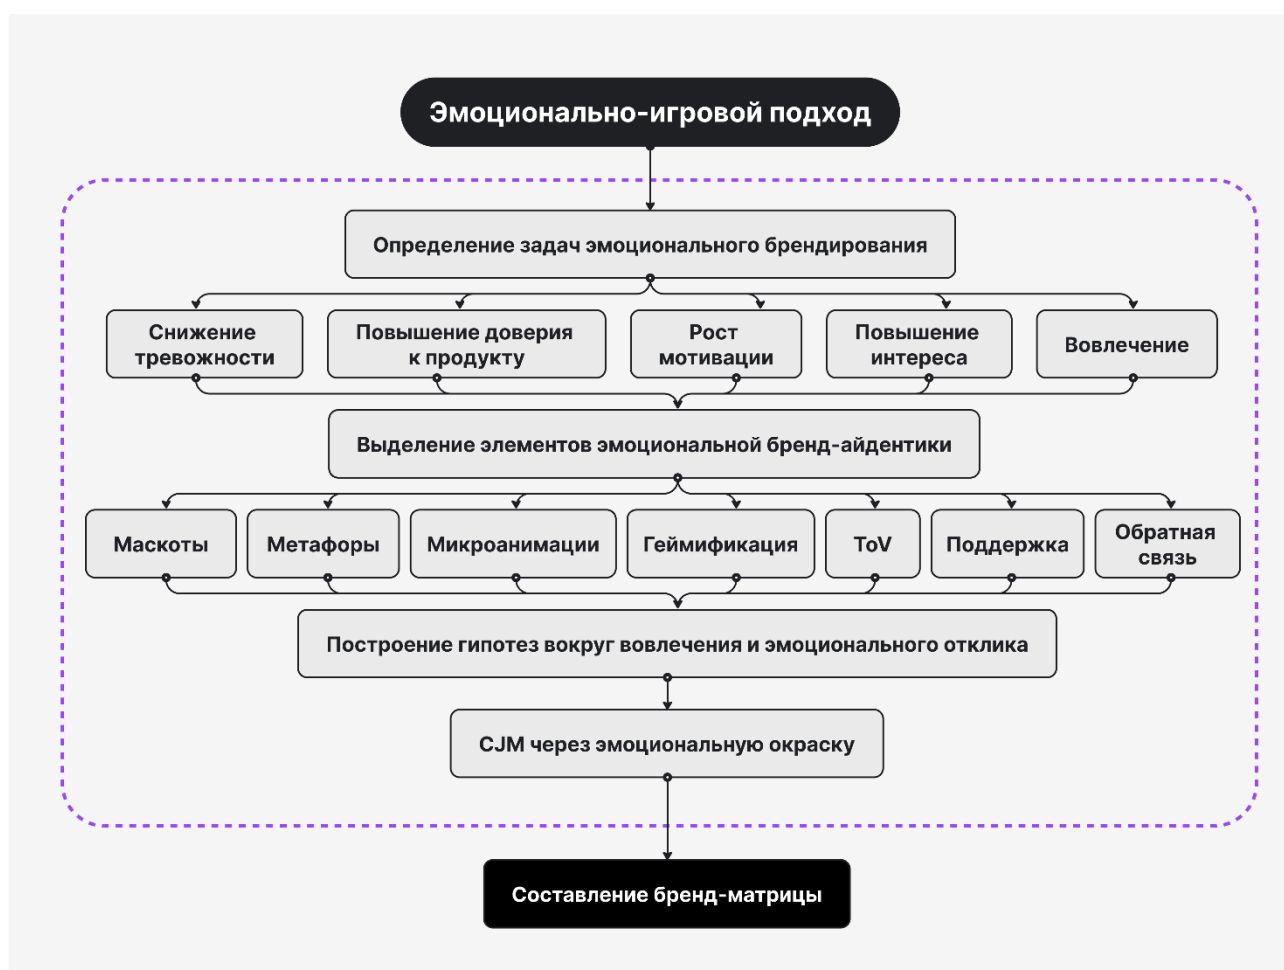 Эмоционально-игровой подход
Определение задач эмоционального брендирования
Снижение
тревожности
Повышение доверия
к продукту
Рост
мотивации
Повышение
интереса
Вовлечение
Выделение элементов эмоциональной бренд-айдентики
Маскоты
Метафоры
Микроанимации
Геймификация
ToV
Поддержка
Обратная
связь
Построение гипотез вокруг вовлечения и эмоционального отклика
CJM через эмоциональную окраску
Составление бренд-матрицы